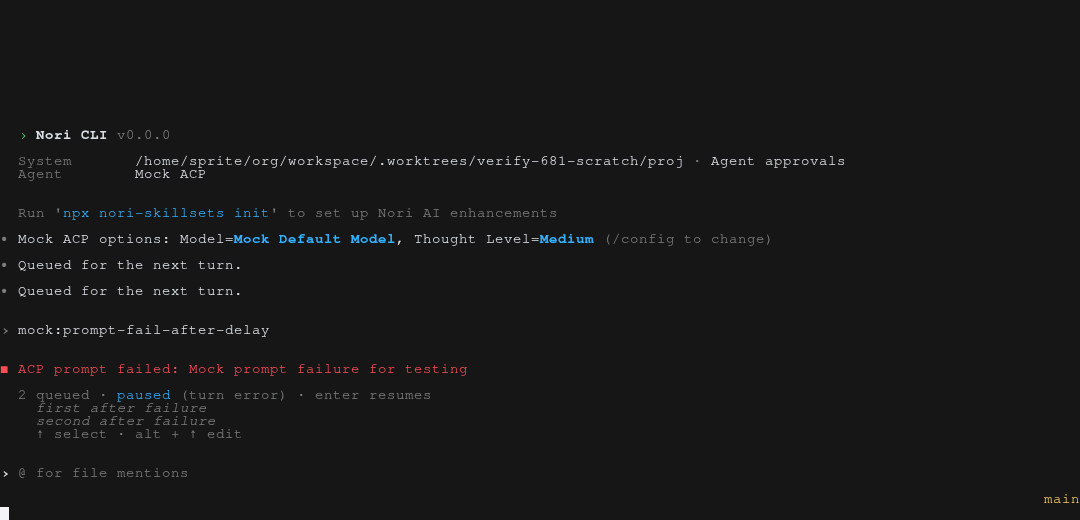 › Nori CLI v0.0.0
System /home/sprite/org/workspace/.worktrees/verify-681-scratch/proj · Agent approvals
Agent Mock ACP
Run 'npx nori-skillsets init' to set up Nori AI enhancements
• Mock ACP options: Model=Mock Default Model, Thought Level=Medium (/config to change)
• Queued for the next turn.
• Queued for the next turn.
› mock:prompt-fail-after-delay
■ ACP prompt failed: Mock prompt failure for testing
2 queued · paused (turn error) · enter resumes
first after failure
second after failure
↑ select · alt + ↑ edit
› @ for file mentions
main